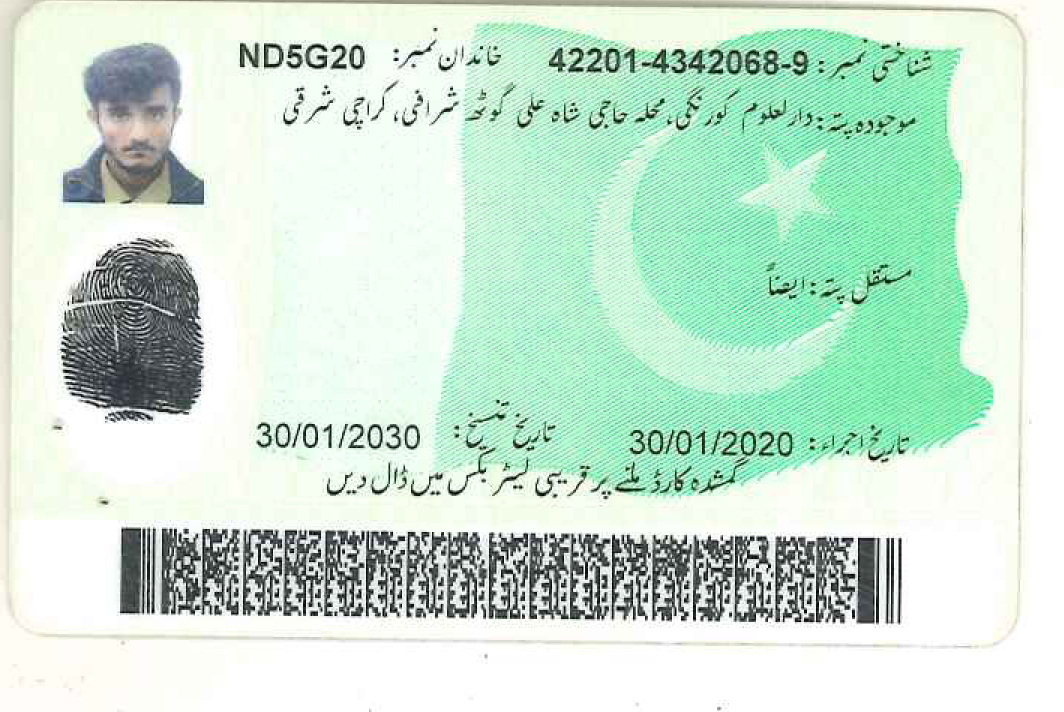 شناختی نمبر: 42201-4342068-9 خاندان نمبر: ND5G20
موجودہ پتہ: دارلعلوم کورنگی، محلہ حاجی شاہ علی گوٹھ شرافی، کراچی شرقی
مستقل پتہ: ایضاً
تاریخ اجراء: 30/01/2020 تاریخ تنسیخ: 30/01/2030
گمشدہ کارڈ ملنے پر قریبی لیٹر بکس میں ڈال دیں